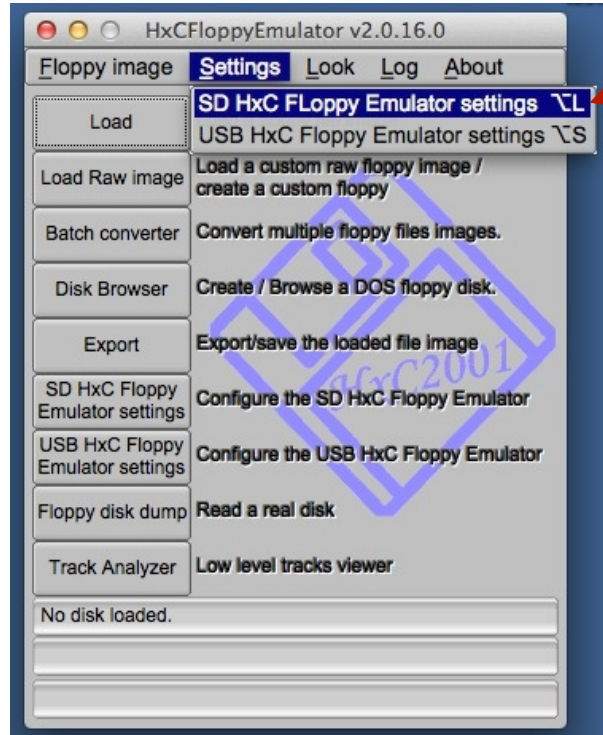 HxCFloppyEmulator v2.0.16.0
Floppy image Settings Look Log About
SD HxC FLoppy Emulator settings ⌥L
USB HxC Floppy Emulator settings ⌥S
Load
Load Raw image
Load a custom raw floppy image /
create a custom floppy
Batch converter
Convert multiple floppy files images.
Disk Browser
Create / Browse a DOS floppy disk.
Export
Export/save the loaded file image
SD HxC Floppy
Emulator settings
Configure the SD HxC Floppy Emulator
USB HxC Floppy
Emulator settings
Configure the USB HxC Floppy Emulator
Floppy disk dump
Read a real disk
Track Analyzer
Low level tracks viewer
HxC2001
No disk loaded.